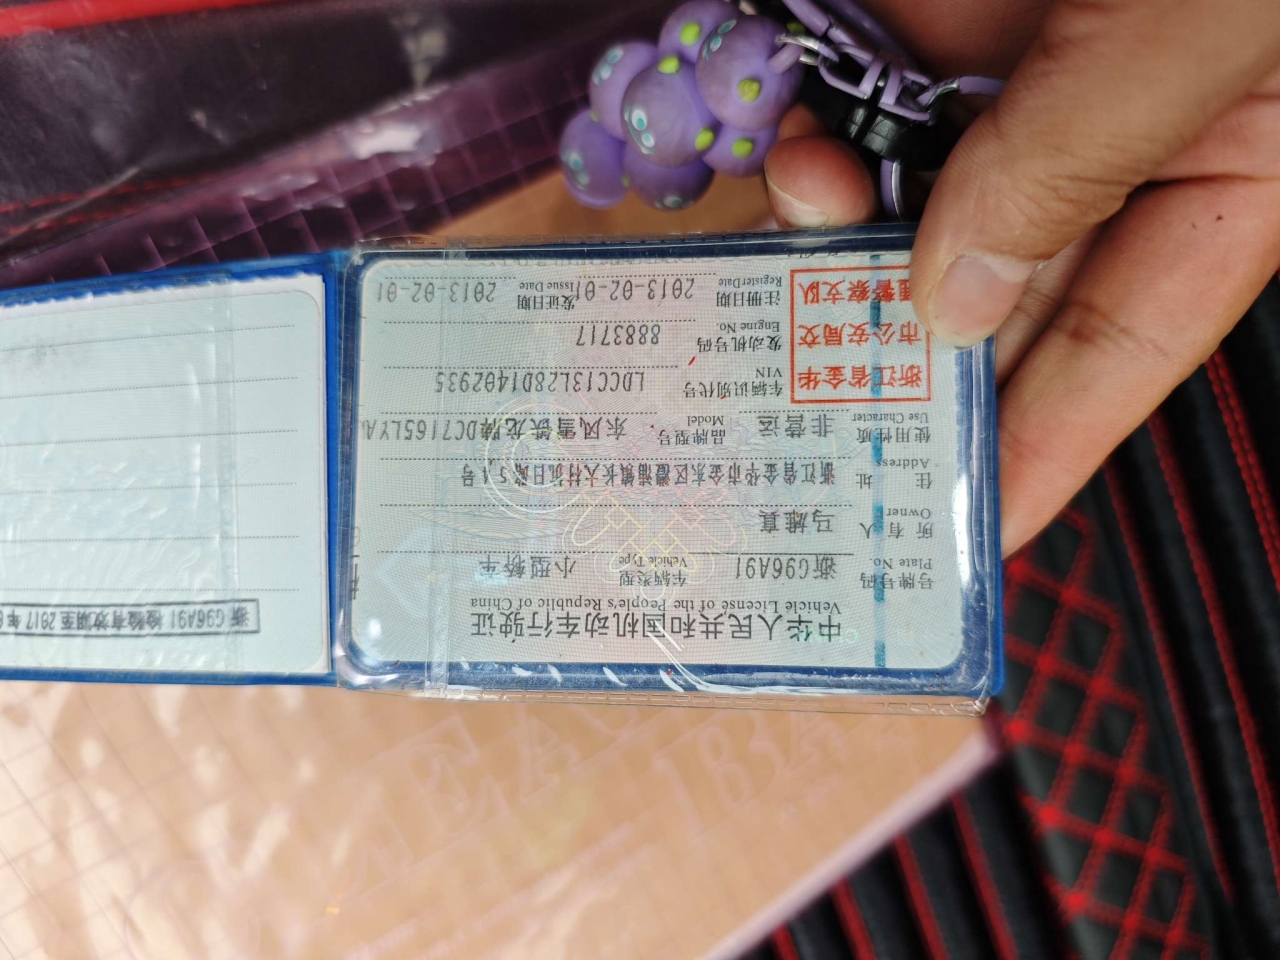 中华人民共和国机动车行驶证
Vehicle License of the People's Republic of China
号牌号码 浙G96A91 车辆类型 小型轿车
Plate No. Vehicle Type
所有人 马雄真
Owner
住址 浙江省金华市金东区澧浦镇长大村抗日路51号
Address
使用性质 非营运 品牌型号 东风雪铁龙牌DC7165LYA
Use Character Model
车辆识别代号 LDCC13L28D1402935
VIN
发动机号码 8883717
Engine No.
注册日期 2013-02-01 发证日期 2013-02-01
Register Date Issue Date
浙江省金华
市公安局交
通警察支队
浙G96A91 检验有效期至2017年